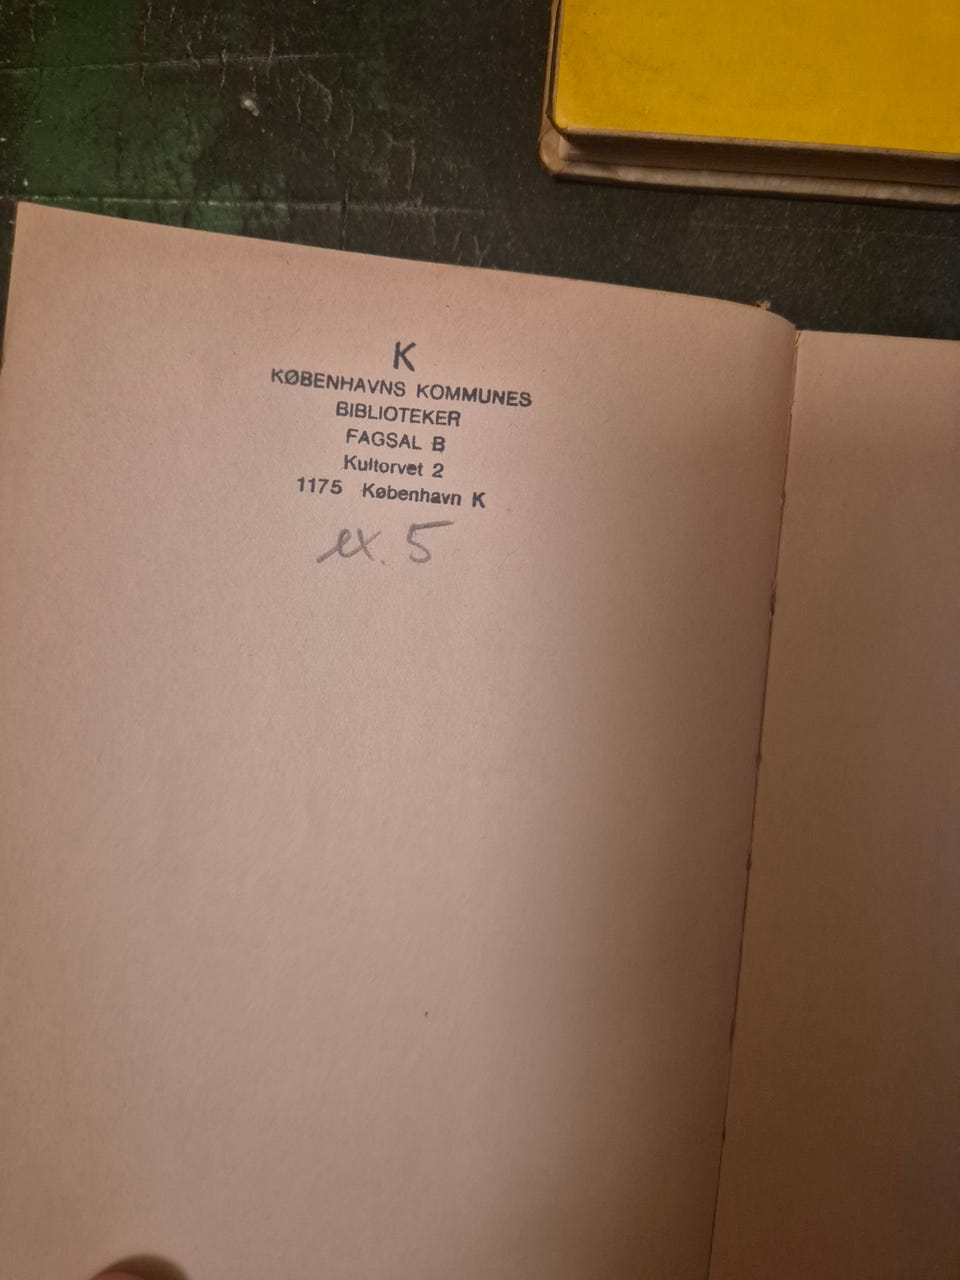 K
KØBENHAVNS KOMMUNES
BIBLIOTEKER
FAGSAL B
Kultorvet 2
1175 København K
ex. 5